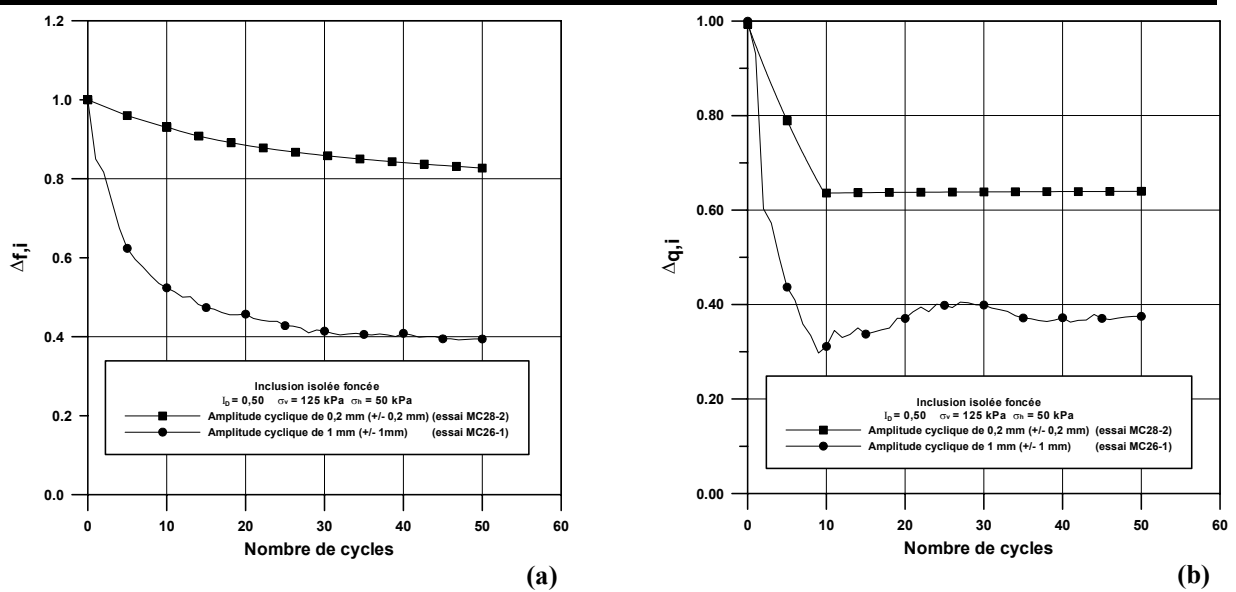 1.2
1.0
0.8
0.6
0.4
0.2
0.0
Δf,i
0 10 20 30 40 50 60
Nombre de cycles
Inclusion isolée foncée
I_D = 0,50 σv = 125 kPa σh = 50 kPa
Amplitude cyclique de 0,2 mm (+/- 0,2 mm) (essai MC28-2)
Amplitude cyclique de 1 mm (+/- 1mm) (essai MC26-1)
(a)
1.00
0.80
0.60
0.40
0.20
0.00
Δq,i
0 10 20 30 40 50 60
Nombre de cycles
Inclusion isolée foncée
I_D = 0,50 σv = 125 kPa σh = 50 kPa
Amplitude cyclique de 0,2 mm (+/- 0,2 mm) (essai MC28-2)
Amplitude cyclique de 1 mm (+/- 1 mm) (essai MC26-1)
(b)